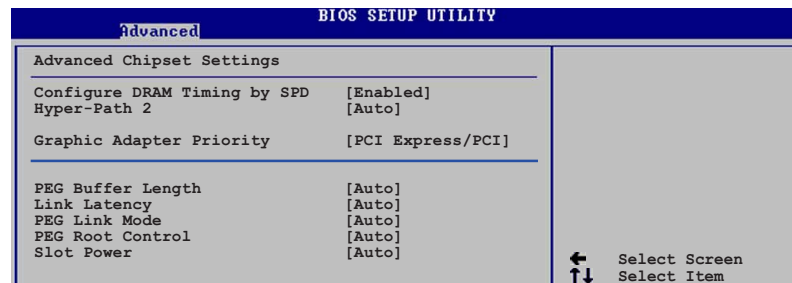 BIOS SETUP UTILITY
Advanced
Advanced Chipset Settings
Configure DRAM Timing by SPD [Enabled]
Hyper-Path 2 [Auto]
Graphic Adapter Priority [PCI Express/PCI]
PEG Buffer Length [Auto]
Link Latency [Auto]
PEG Link Mode [Auto]
PEG Root Control [Auto]
Slot Power [Auto]
← Select Screen
↑↓ Select Item